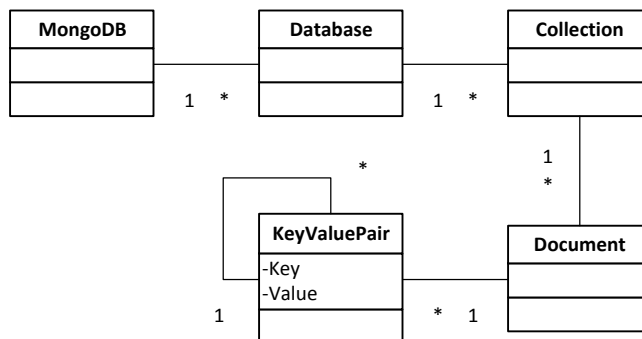 MongoDB
Database
Collection
1 *
1 *
1
*
*
KeyValuePair
-Key
-Value
Document
1
* 1